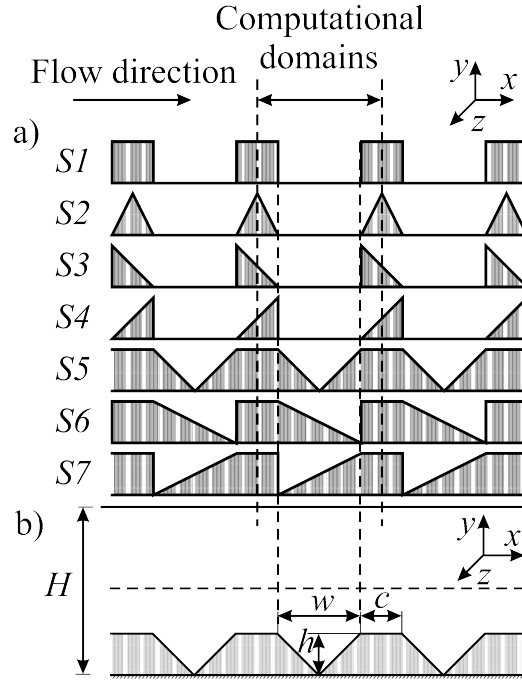 Computational
domains
Flow direction
y
x
z
a)
S1
S2
S3
S4
S5
S6
S7
b)
y
x
z
H
w
c
h